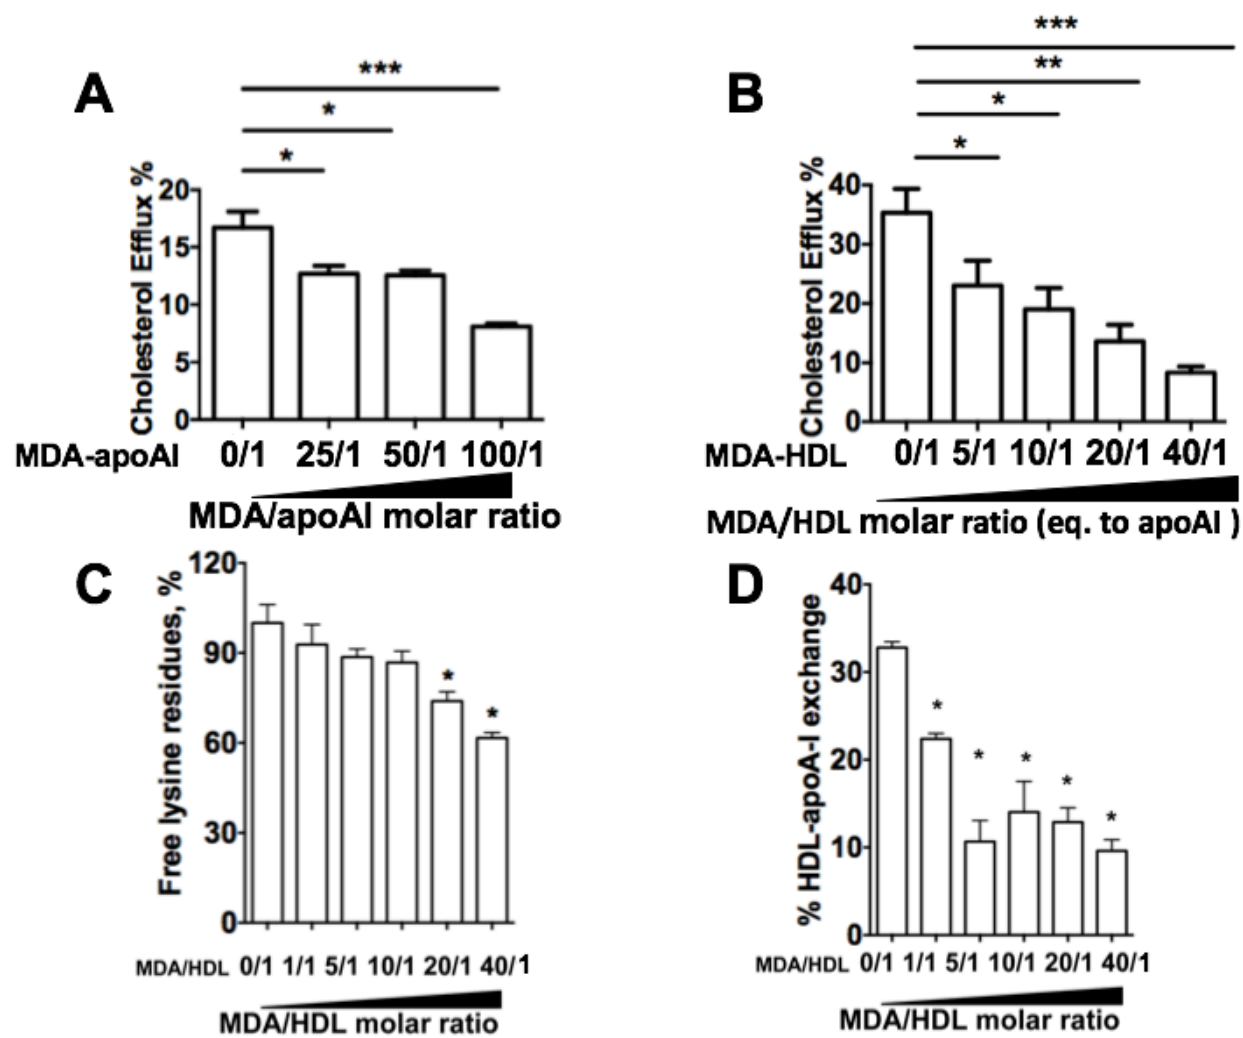 A
***
*
*
Cholesterol Efflux %
20
15
10
5
0
MDA-apoAI 0/1 25/1 50/1 100/1
MDA/apoAI molar ratio
B
***
**
*
*
Cholesterol Efflux %
40
30
20
10
0
MDA-HDL 0/1 5/1 10/1 20/1 40/1
MDA/HDL molar ratio (eq. to apoAI )
C
Free lysine residues, %
120
90
60
30
0
*
*
MDA/HDL 0/1 1/1 5/1 10/1 20/1 40/1
MDA/HDL molar ratio
D
% HDL-apoA-I exchange
40
30
20
10
0
*
*
*
*
*
MDA/HDL 0/1 1/1 5/1 10/1 20/1 40/1
MDA/HDL molar ratio